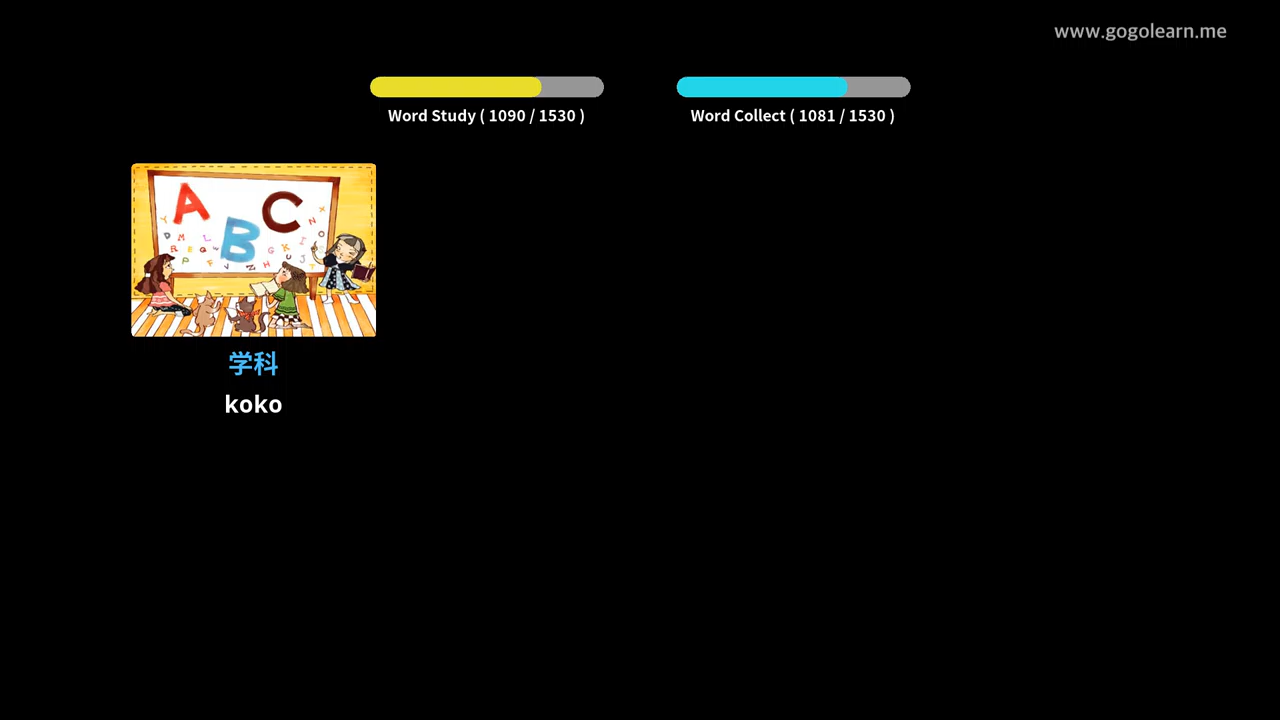 www.gogolearn.me
Word Study ( 1090 / 1530 )
Word Collect ( 1081 / 1530 )
A B C
学科
koko